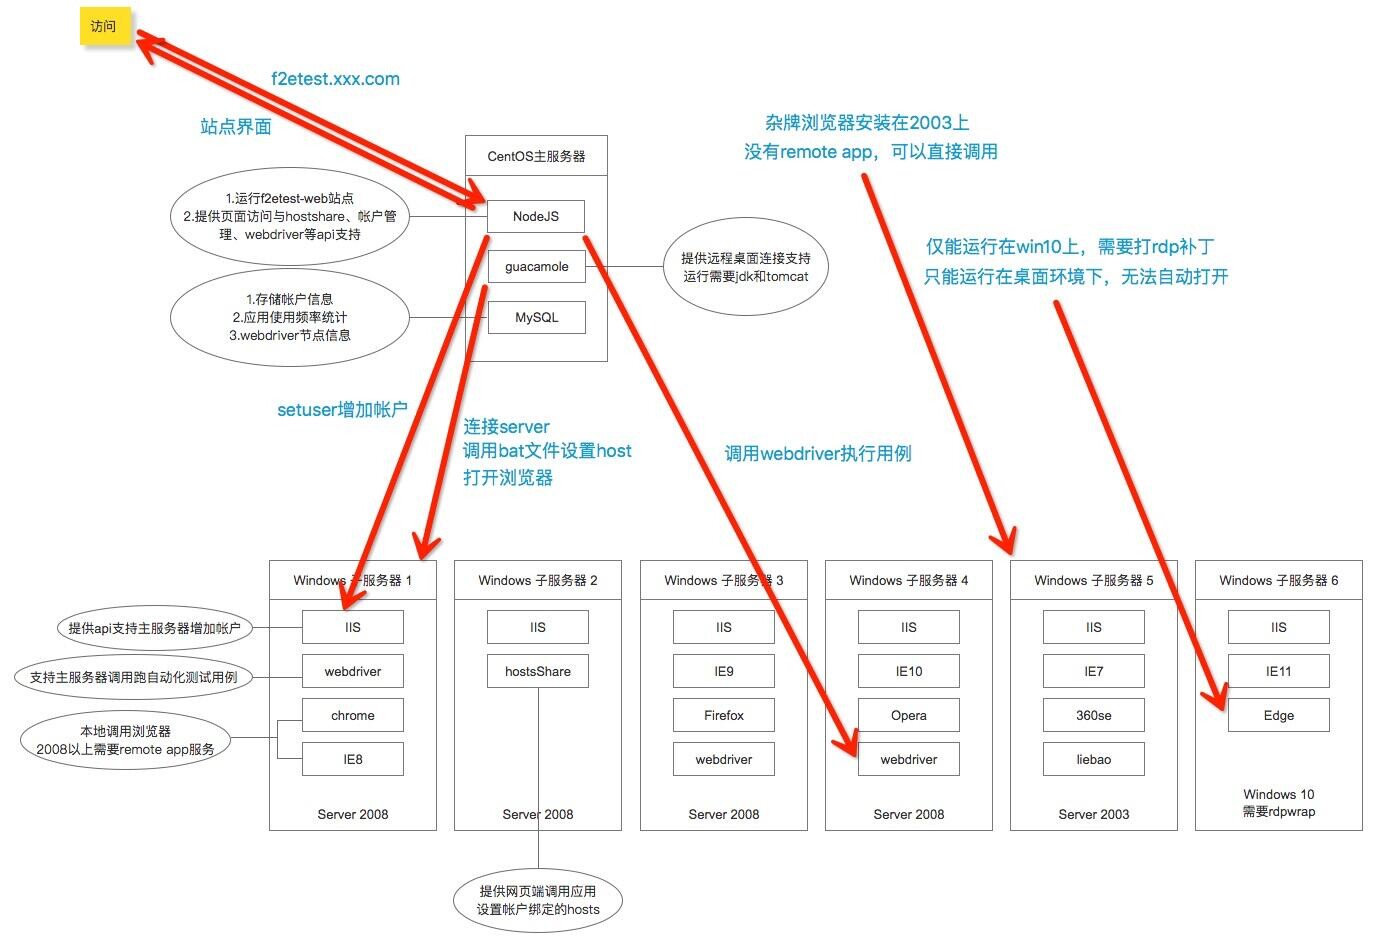 访问
f2etest.xxx.com
站点界面
杂牌浏览器安装在2003上
没有remote app，可以直接调用
CentOS主服务器
1.运行f2etest-web站点
2.提供页面访问与hostshare、帐户管
理、webdriver等api支持
NodeJS
guacamole
MySQL
提供远程桌面连接支持
运行需要jdk和tomcat
仅能运行在win10上，需要打rdp补丁
只能运行在桌面环境下，无法自动打开
1.存储帐户信息
2.应用使用频率统计
3.webdriver节点信息
setuser增加帐户
连接server
调用bat文件设置host
打开浏览器
调用webdriver执行用例
Windows 子服务器 1
IIS
webdriver
chrome
IE8
Server 2008
Windows 子服务器 2
IIS
hostsShare
Server 2008
Windows 子服务器 3
IIS
IE9
Firefox
webdriver
Server 2008
Windows 子服务器 4
IIS
IE10
Opera
webdriver
Server 2008
Windows 子服务器 5
IIS
IE7
360se
liebao
Server 2003
Windows 子服务器 6
IIS
IE11
Edge
Windows 10
需要rdpwrap
提供api支持主服务器增加帐户
支持主服务器调用跑自动化测试用例
本地调用浏览器
2008以上需要remote app服务
提供网页端调用应用
设置帐户绑定的hosts